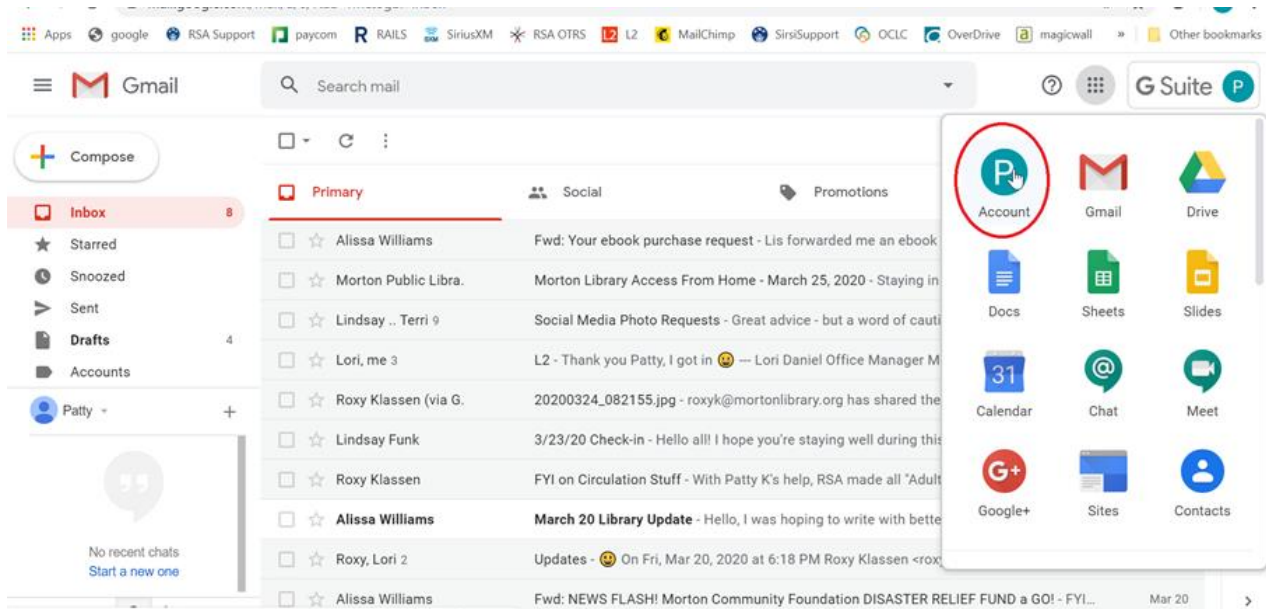 Apps google RSA Support paycom RAILS SiriusXM RSA OTRS L2 L2 MailChimp SirsiSupport OCLC OverDrive a magicwall » Other bookmarks
Gmail Search mail G Suite P
Compose
Primary Social Promotions
Inbox 8
Starred
Snoozed
Sent
Drafts 4
Accounts
Patty +
No recent chats
Start a new one
Alissa Williams Fwd: Your ebook purchase request - Lis forwarded me an ebook
Morton Public Libra. Morton Library Access From Home - March 25, 2020 - Staying in
Lindsay .. Terri 9 Social Media Photo Requests - Great advice - but a word of cauti
Lori, me 3 L2 - Thank you Patty, I got in 😀 --- Lori Daniel Office Manager M
Roxy Klassen (via G. 20200324_082155.jpg - roxyk@mortonlibrary.org has shared the
Lindsay Funk 3/23/20 Check-in - Hello all! I hope you're staying well during this
Roxy Klassen FYI on Circulation Stuff - With Patty K's help, RSA made all "Adult
Alissa Williams March 20 Library Update - Hello, I was hoping to write with bette
Roxy, Lori 2 Updates - 😀 On Fri, Mar 20, 2020 at 6:18 PM Roxy Klassen <rox
Alissa Williams Fwd: NEWS FLASH! Morton Community Foundation DISASTER RELIEF FUND a GO! - FYI... Mar 20
P
Account Gmail Drive
Docs Sheets Slides
31 @
Calendar Chat Meet
G+
Google+ Sites Contacts